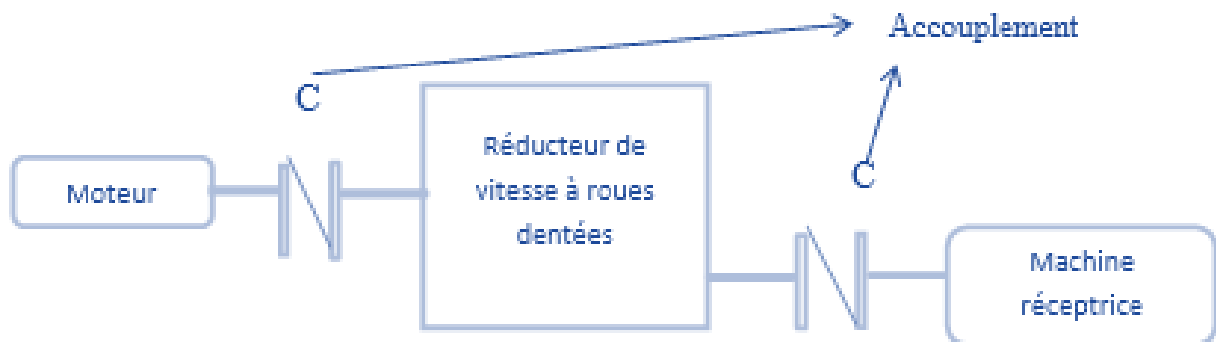 Accouplement
C
Réducteur de
vitesse à roues
dentées
Moteur
C
Machine
réceptrice